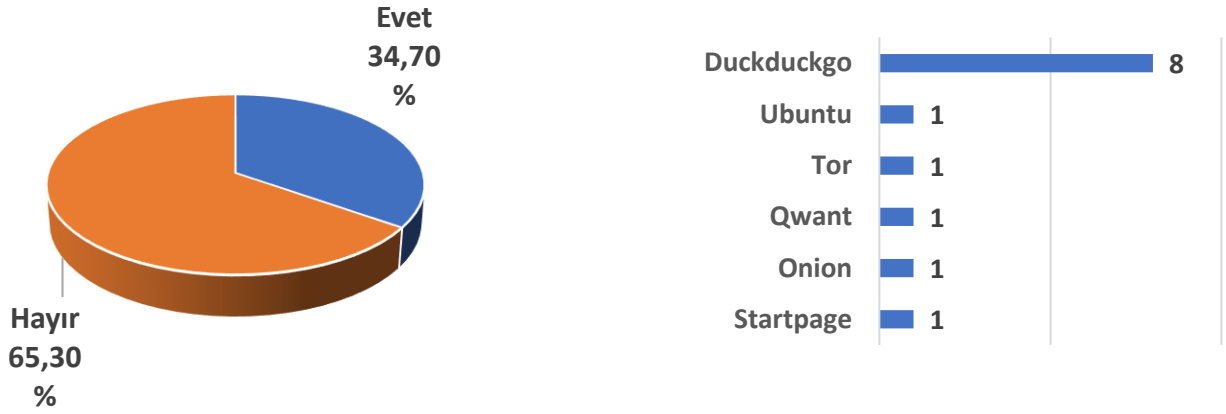 Evet
34,70
%
Hayır
65,30
%
Duckduckgo 8
Ubuntu 1
Tor 1
Qwant 1
Onion 1
Startpage 1